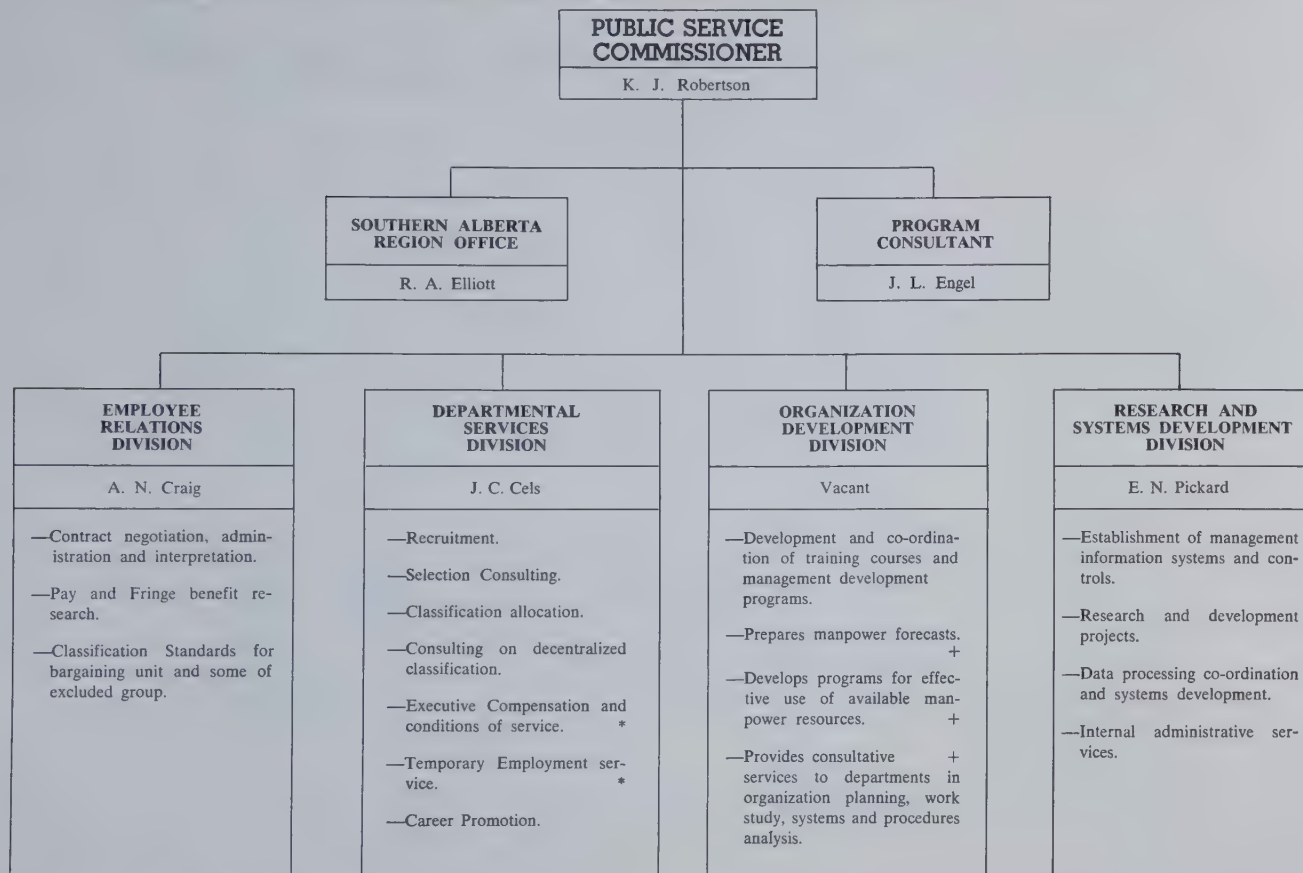 PUBLIC SERVICE
COMMISSIONER
K. J. Robertson
SOUTHERN ALBERTA
REGION OFFICE
R. A. Elliott
PROGRAM
CONSULTANT
J. L. Engel
EMPLOYEE
RELATIONS
DIVISION
A. N. Craig
—Contract negotiation, admin-
istration and interpretation.
—Pay and Fringe benefit re-
search.
—Classification Standards for
bargaining unit and some of
excluded group.
DEPARTMENTAL
SERVICES
DIVISION
J. C. Cels
—Recruitment.
—Selection Consulting.
—Classification allocation.
—Consulting on decentralized
classification.
—Executive Compensation and
conditions of service. *
—Temporary Employment ser-
vice. *
—Career Promotion.
ORGANIZATION
DEVELOPMENT
DIVISION
Vacant
—Development and co-ordina-
tion of training courses and
management development
programs.
—Prepares manpower forecasts.
+
—Develops programs for effec-
tive use of available man-
power resources. +
—Provides consultative +
services to departments in
organization planning, work
study, systems and procedures
analysis.
RESEARCH AND
SYSTEMS DEVELOPMENT
DIVISION
E. N. Pickard
—Establishment of management
information systems and con-
trols.
—Research and development
projects.
—Data processing co-ordination
and systems development.
—Internal administrative ser-
vices.